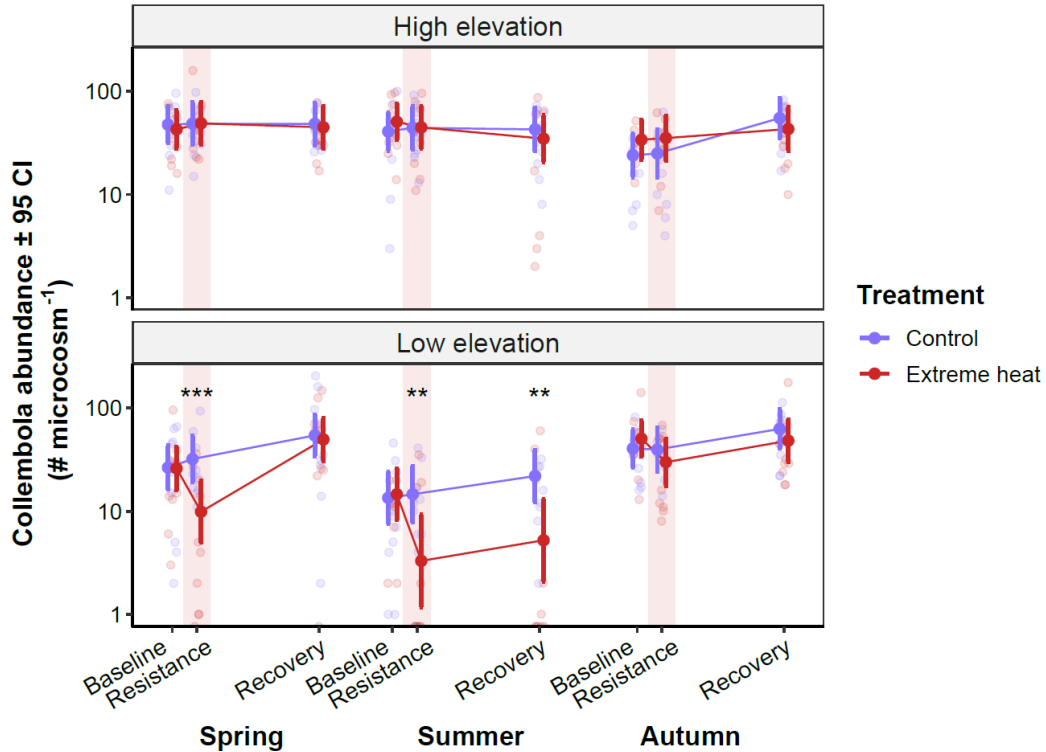 High elevation
100
10
1
Low elevation
*** ** **
100
10
1
Collembola abundance ± 95 CI
(# microcosm⁻¹)
Baseline Resistance Recovery Baseline Resistance Recovery Baseline Resistance Recovery
Spring Summer Autumn
Treatment
Control
Extreme heat